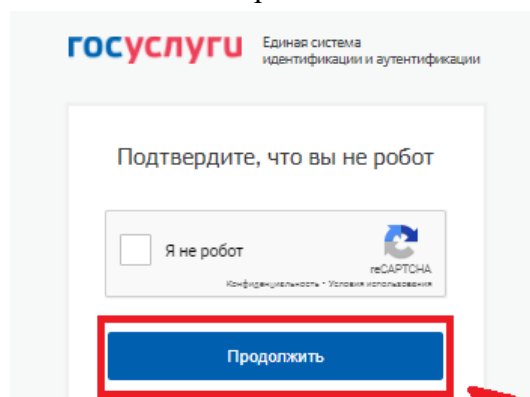 госуслуги
Единая система
идентификации и аутентификации
Подтвердите, что вы не робот
Я не робот
reCAPTCHA
Конфиденциальность • Условия использования
Продолжить